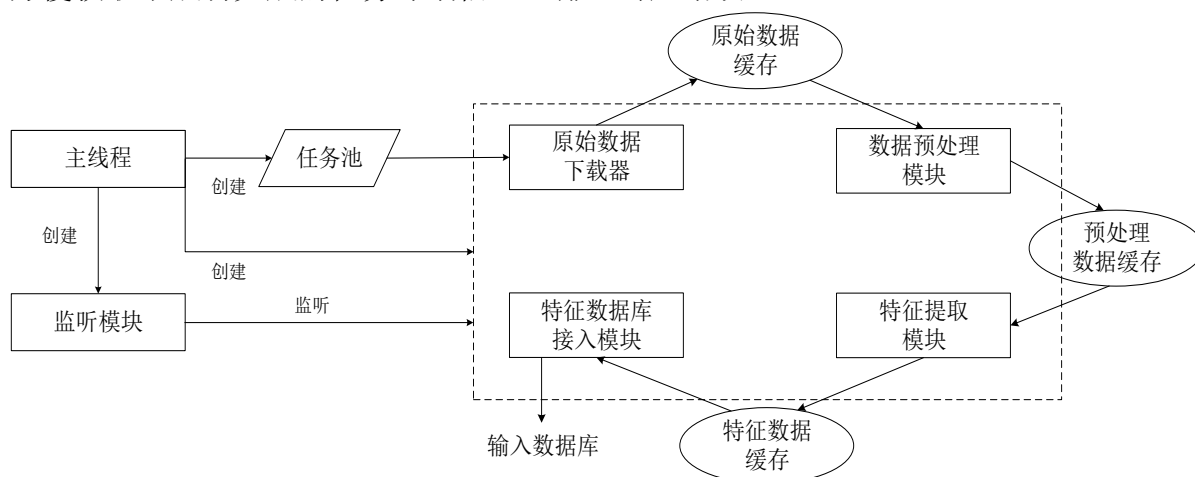 原始数据
缓存
主线程
任务池
原始数据
下载器
数据预处理
模块
创建
创建
预处理
数据缓存
创建
监听模块
监听
特征数据库
接入模块
特征提取
模块
输入数据库
特征数据
缓存